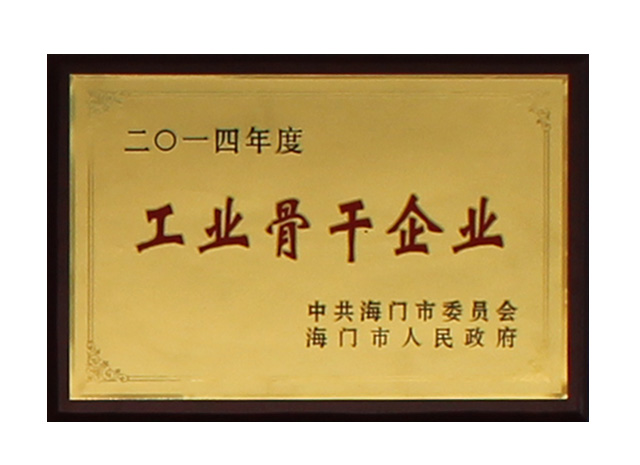 二〇一四年度
工业骨干企业
中共海门市委员会
海门市人民政府